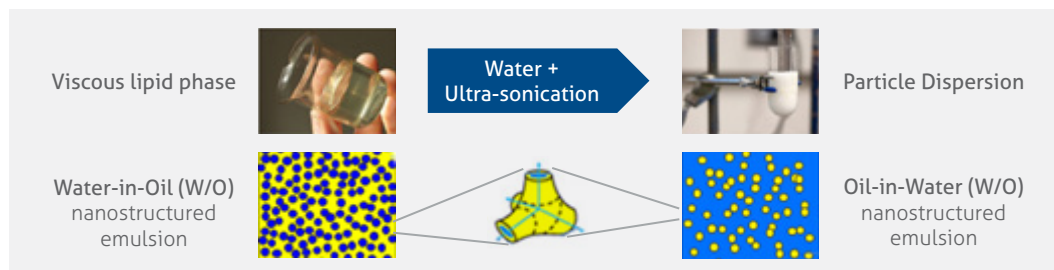 Viscous lipid phase
Water +
Ultra-sonication
Particle Dispersion
Water-in-Oil (W/O)
nanostructured
emulsion
Oil-in-Water (W/O)
nanostructured
emulsion